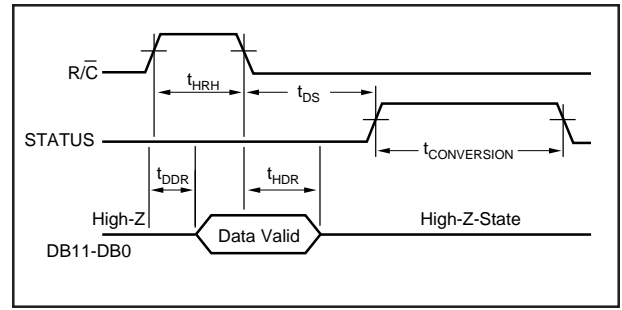 R/C̅
tHRH
tDS
STATUS
tCONVERSION
tDDR
tHDR
High-Z
Data Valid
High-Z-State
DB11-DB0